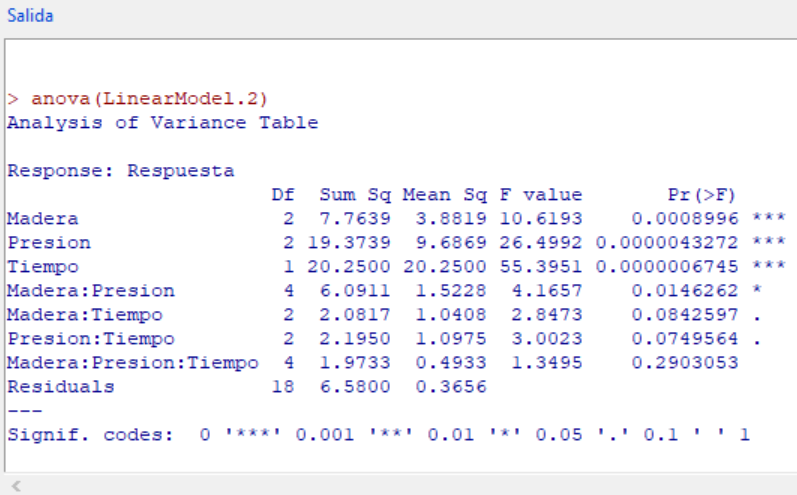 Salida
> anova(LinearModel.2)
Analysis of Variance Table
Response: Respuesta
                      Df  Sum Sq Mean Sq F value       Pr(>F)
Madera                 2  7.7639  3.8819 10.6193    0.0008996 ***
Presion                2 19.3739  9.6869 26.4992 0.0000043272 ***
Tiempo                 1 20.2500 20.2500 55.3951 0.0000006745 ***
Madera:Presion         4  6.0911  1.5228  4.1657    0.0146262 *
Madera:Tiempo          2  2.0817  1.0408  2.8473    0.0842597 .
Presion:Tiempo         2  2.1950  1.0975  3.0023    0.0749564 .
Madera:Presion:Tiempo  4  1.9733  0.4933  1.3495    0.2903053
Residuals             18  6.5800  0.3656
---
Signif. codes:  0 '***' 0.001 '**' 0.01 '*' 0.05 '.' 0.1 ' ' 1